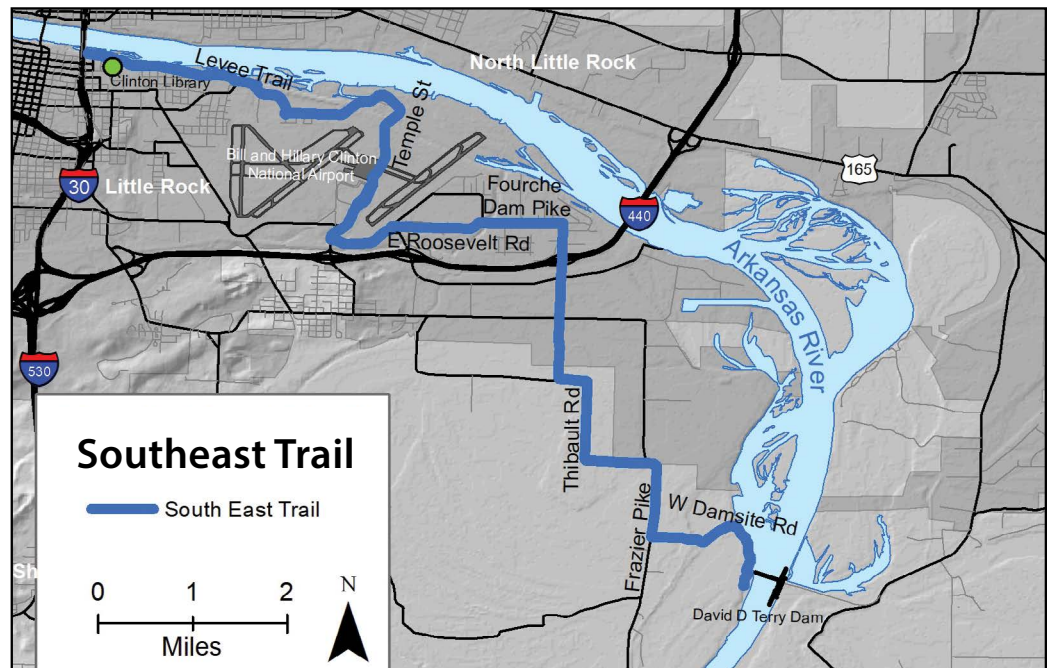 North Little Rock
Levee Trail
Clinton Library
Temple St
165
Bill and Hillary Clinton
National Airport
30
Little Rock
Fourche
Dam Pike
440
E Roosevelt Rd
Arkansas River
530
Southeast Trail
South East Trail
Thibault Rd
Frazier Pike
W Damsite Rd
Sh
0 1 2
Miles
N
David D Terry Dam